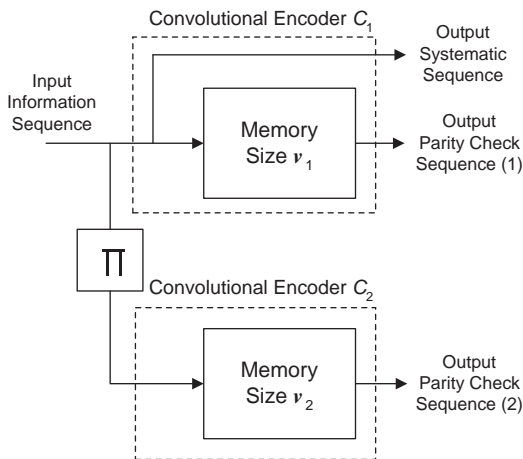 Convolutional Encoder C1
Output
Systematic
Sequence
Input
Information
Sequence
Memory
Size ν1
Output
Parity Check
Sequence (1)
Π
Convolutional Encoder C2
Memory
Size ν2
Output
Parity Check
Sequence (2)